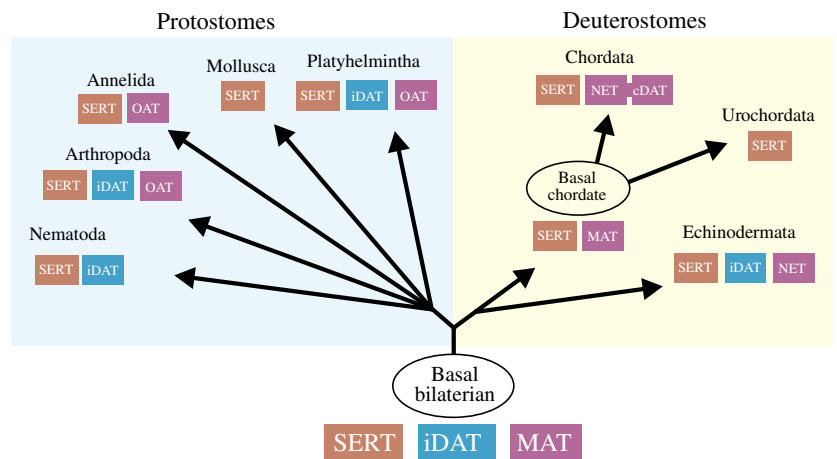 Protostomes
Deuterostomes
Annelida
SERT OAT
Mollusca
SERT
Platyhelmintha
SERT iDAT OAT
Chordata
SERT NET cDAT
Urochordata
SERT
Arthropoda
SERT iDAT OAT
Basal
chordate
SERT MAT
Nematoda
SERT iDAT
Echinodermata
SERT iDAT NET
Basal
bilaterian
SERT iDAT MAT